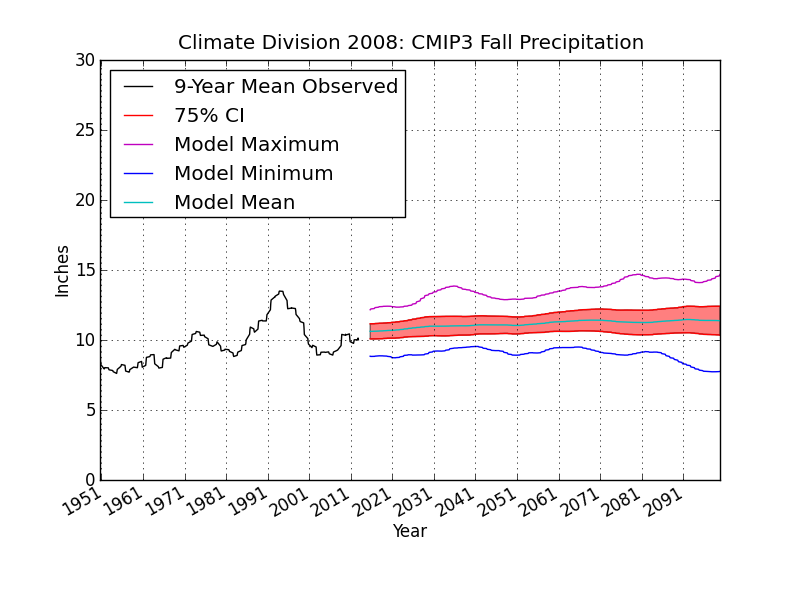 Climate Division 2008: CMIP3 Fall Precipitation
30
25
20
15
10
5
0
Inches
9-Year Mean Observed
75% CI
Model Maximum
Model Minimum
Model Mean
1951 1961 1971 1981 1991 2001 2011 2021 2031 2041 2051 2061 2071 2081 2091
Year